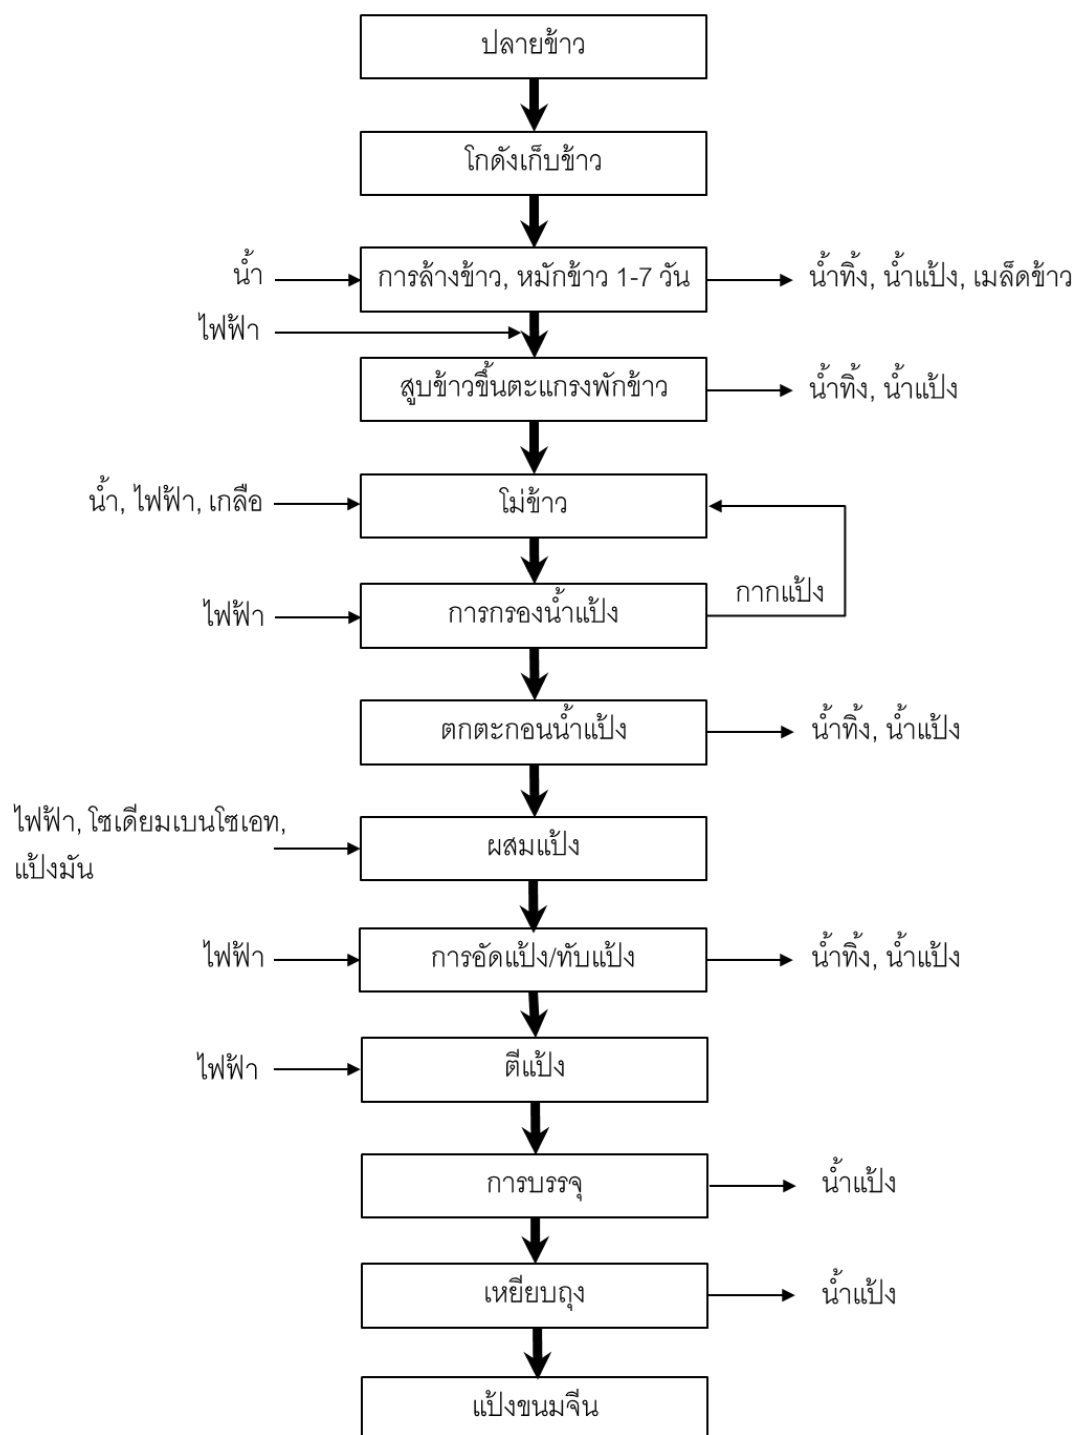 ปลายข้าว
โกดังเก็บข้าว
น้ำ
การล้างข้าว, หมักข้าว 1-7 วัน
น้ำทิ้ง, น้ำแป้ง, เมล็ดข้าว
ไฟฟ้า
สูบข้าวขึ้นตะแกรงพักข้าว
น้ำทิ้ง, น้ำแป้ง
น้ำ, ไฟฟ้า, เกลือ
โม่ข้าว
กากแป้ง
ไฟฟ้า
การกรองน้ำแป้ง
ตกตะกอนน้ำแป้ง
น้ำทิ้ง, น้ำแป้ง
ไฟฟ้า, โซเดียมเบนโซเอท,
แป้งมัน
ผสมแป้ง
ไฟฟ้า
การอัดแป้ง/ทับแป้ง
น้ำทิ้ง, น้ำแป้ง
ไฟฟ้า
ตีแป้ง
การบรรจุ
น้ำแป้ง
เหยียบถุง
น้ำแป้ง
แป้งขนมจีน